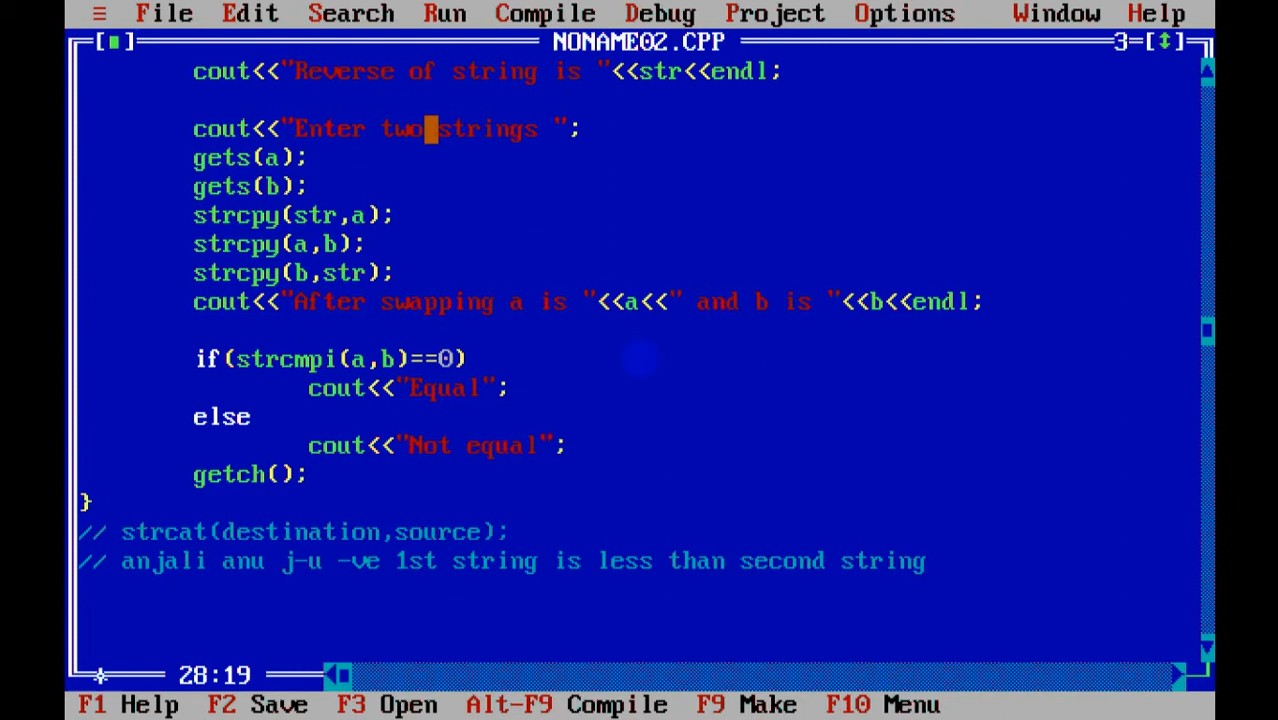 ≡ File Edit Search Run Compile Debug Project Options Window Help
[■] NONAME02.CPP 3=[↕]
cout<<"Reverse of string is "<<str<<endl;
cout<<"Enter two strings ";
gets(a);
gets(b);
strcpy(str,a);
strcpy(a,b);
strcpy(b,str);
cout<<"After swapping a is "<<a<<" and b is "<<b<<endl;
if(strcmpi(a,b)==0)
cout<<"Equal";
else
cout<<"Not equal";
getch();
}
// strcat(destination,source);
// anjali anu j-u -ve 1st string is less than second string
28:19
F1 Help F2 Save F3 Open Alt-F9 Compile F9 Make F10 Menu